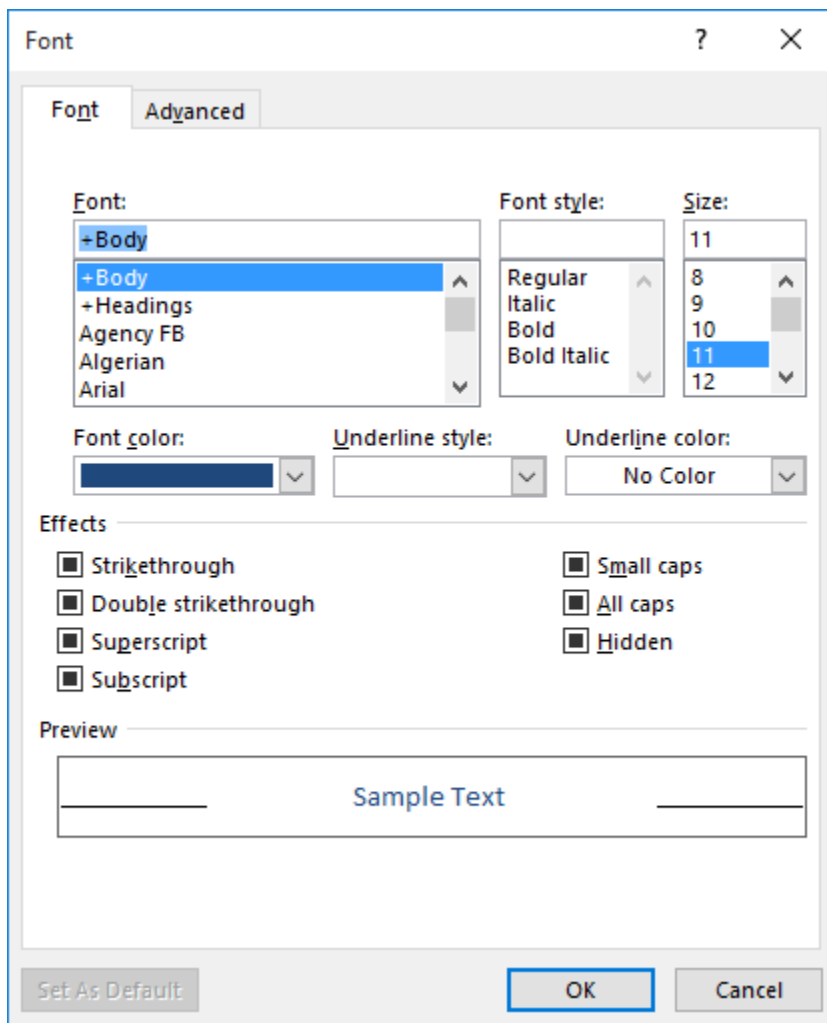 Font ?
Font Advanced
Font: Font style: Size:
+Body 11
+Body Regular 8
+Headings Italic 9
Agency FB Bold 10
Algerian Bold Italic 11
Arial 12
Font color: Underline style: Underline color:
No Color
Effects
Strikethrough Small caps
Double strikethrough All caps
Superscript Hidden
Subscript
Preview
Sample Text
Set As Default OK Cancel